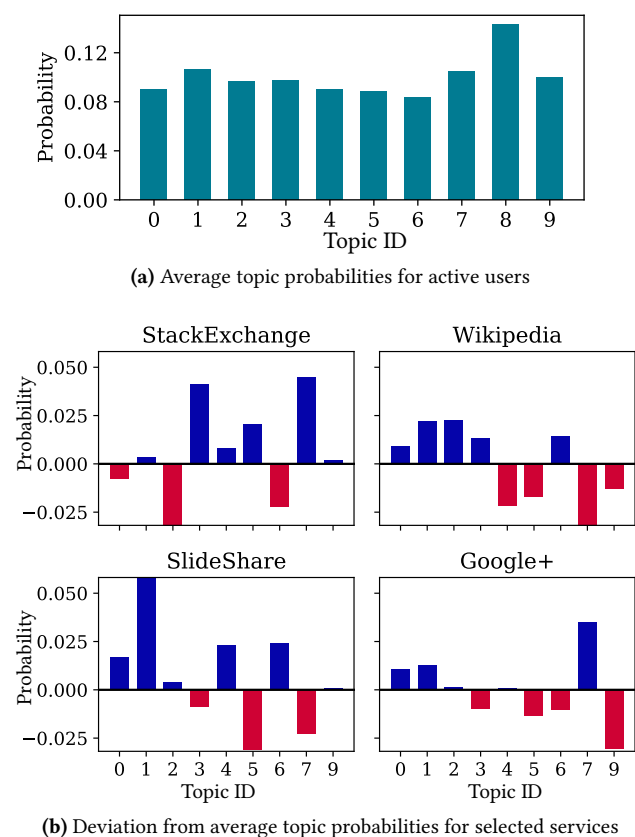 Probability
0.12
0.08
0.04
0.00
0 1 2 3 4 5 6 7 8 9
Topic ID
(a) Average topic probabilities for active users
StackExchange Wikipedia
Probability
0.050
0.025
0.000
−0.025
SlideShare Google+
Probability
0.050
0.025
0.000
−0.025
0 1 2 3 4 5 6 7 9 0 1 2 3 4 5 6 7 9
Topic ID Topic ID
(b) Deviation from average topic probabilities for selected services